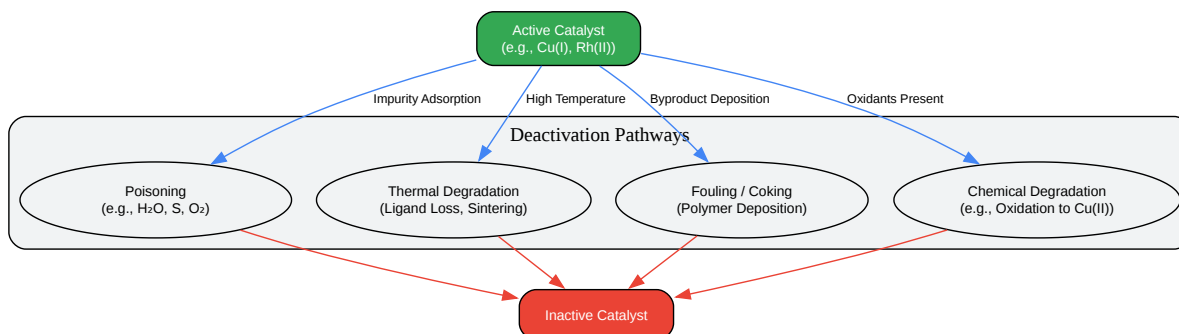 Active Catalyst
(e.g., Cu(I), Rh(II))
Impurity Adsorption
High Temperature
Byproduct Deposition
Oxidants Present
Deactivation Pathways
Poisoning
(e.g., H₂O, S, O₂)
Thermal Degradation
(Ligand Loss, Sintering)
Fouling / Coking
(Polymer Deposition)
Chemical Degradation
(e.g., Oxidation to Cu(II))
Inactive Catalyst